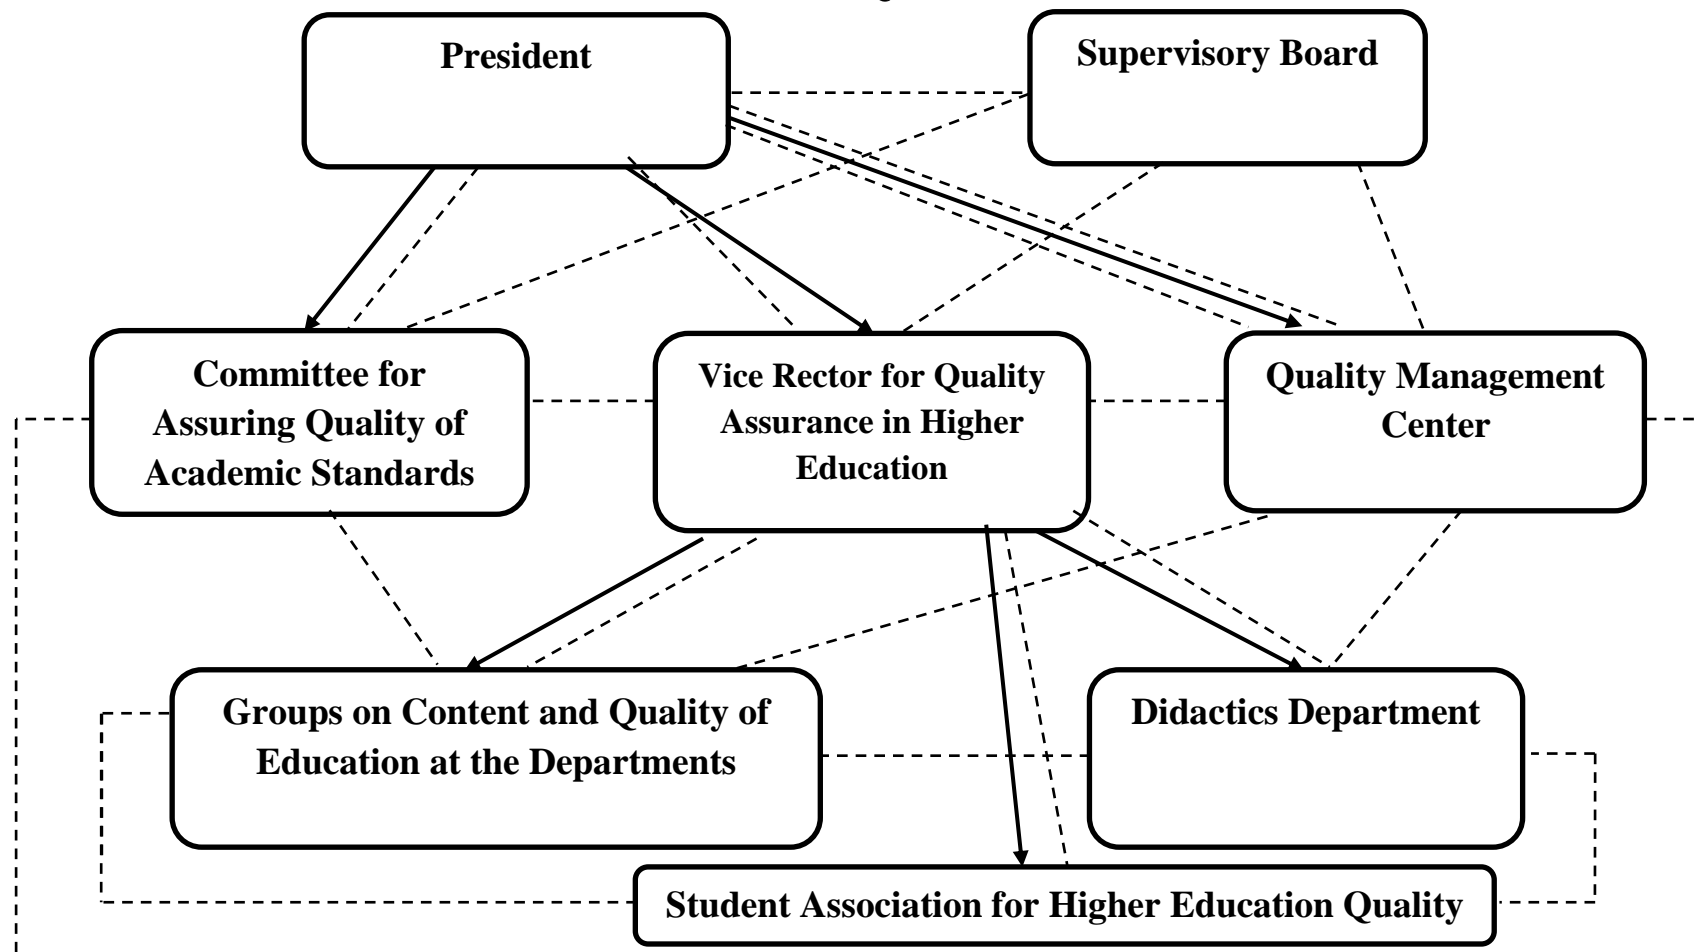 President
Supervisory Board
Committee for
Assuring Quality of
Academic Standards
Vice Rector for Quality
Assurance in Higher
Education
Quality Management
Center
Groups on Content and Quality of
Education at the Departments
Didactics Department
Student Association for Higher Education Quality